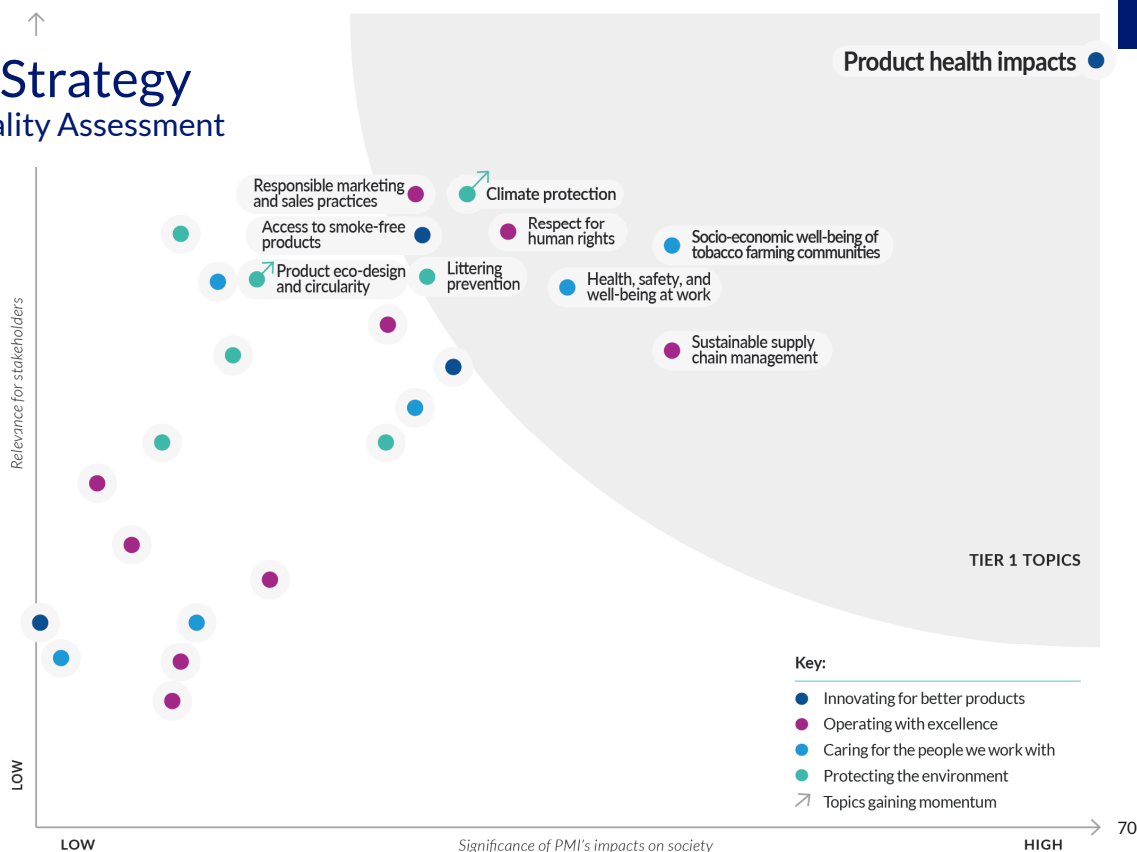 Strategy
ality Assessment
Product health impacts
Responsible marketing
and sales practices
Climate protection
Access to smoke-free
products
Respect for
human rights
Socio-economic well-being of
tobacco farming communities
Product eco-design
and circularity
Littering
prevention
Health, safety, and
well-being at work
Sustainable supply
chain management
Relevance for stakeholders
TIER 1 TOPICS
Key:
Innovating for better products
Operating with excellence
Caring for the people we work with
Protecting the environment
Topics gaining momentum
LOW
LOW
Significance of PMI's impacts on society
HIGH
70